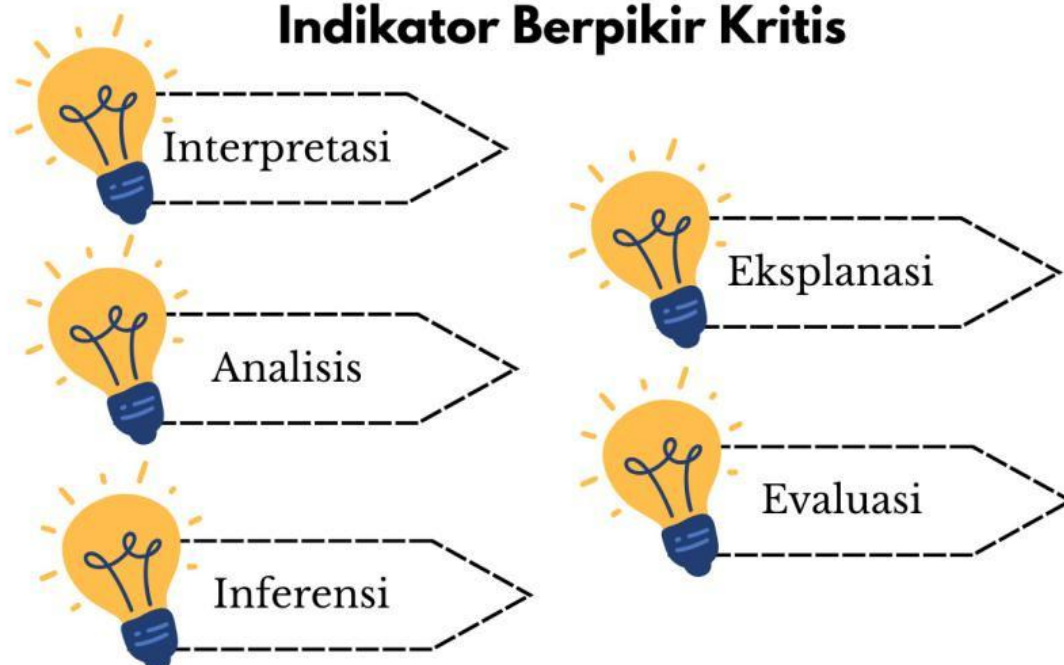 Indikator Berpikir Kritis
Interpretasi
Analisis
Inferensi
Eksplanasi
Evaluasi